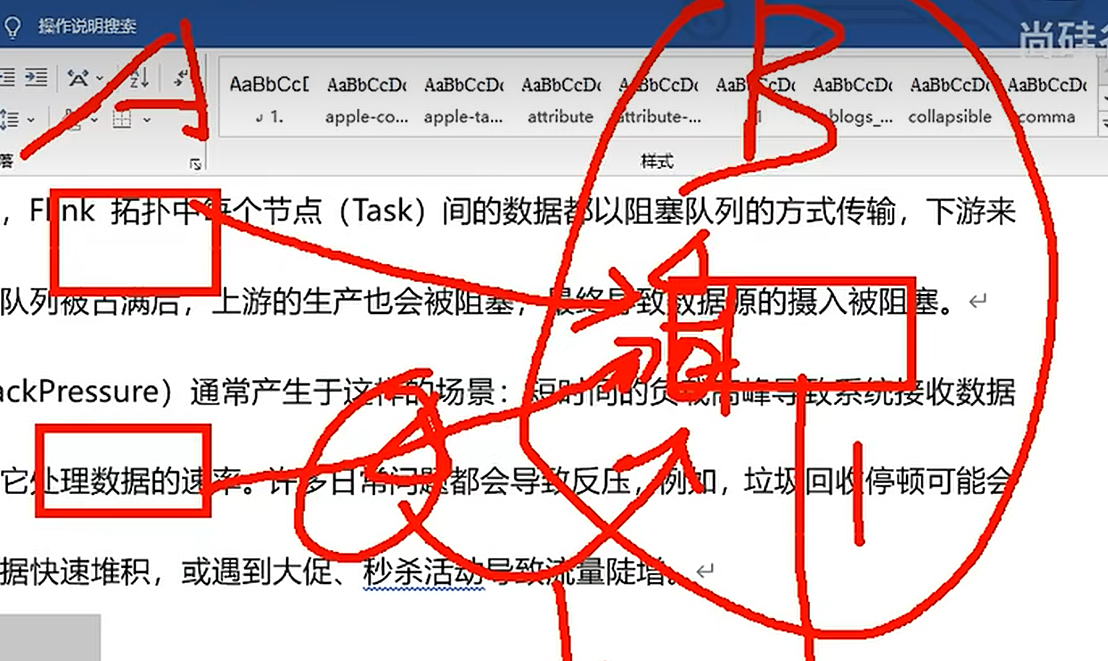 操作说明搜索
尚硅谷
A B
AaBbCcD AaBbCcDc AaBbCcDc AaBbCcDc AaBbCcDc AaBbCcDc AaBbCcDc AaBbCcDc
1. apple-co... apple-ta... attribute attribute-... blogs_... collapsible comma
落 样式
，Flink 拓扑中每个节点（Task）间的数据都以阻塞队列的方式传输，下游来
队列被占满后，上游的生产也会被阻塞，最终导致数据源的摄入被阻塞。
ackPressure）通常产生于这样的场景：短时间的负载高峰导致系统接收数据
它处理数据的速率。许多日常问题都会导致反压，例如，垃圾回收停顿可能会
据快速堆积，或遇到大促、秒杀活动导致流量陡增。